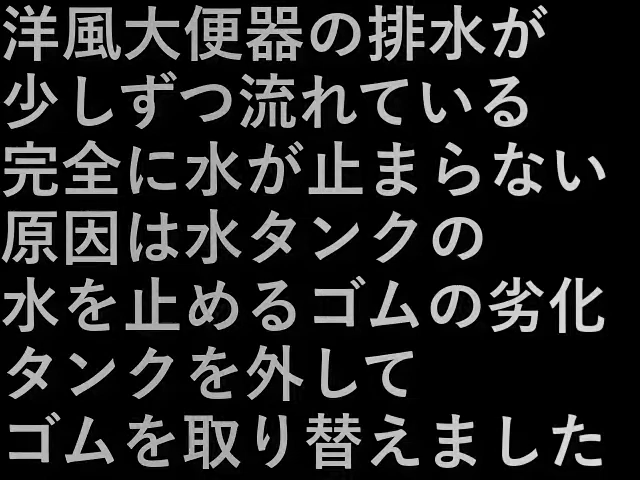 洋風大便器の排水が
少しずつ流れている
完全に水が止まらない
原因は水タンクの
水を止めるゴムの劣化
タンクを外して
ゴムを取り替えました